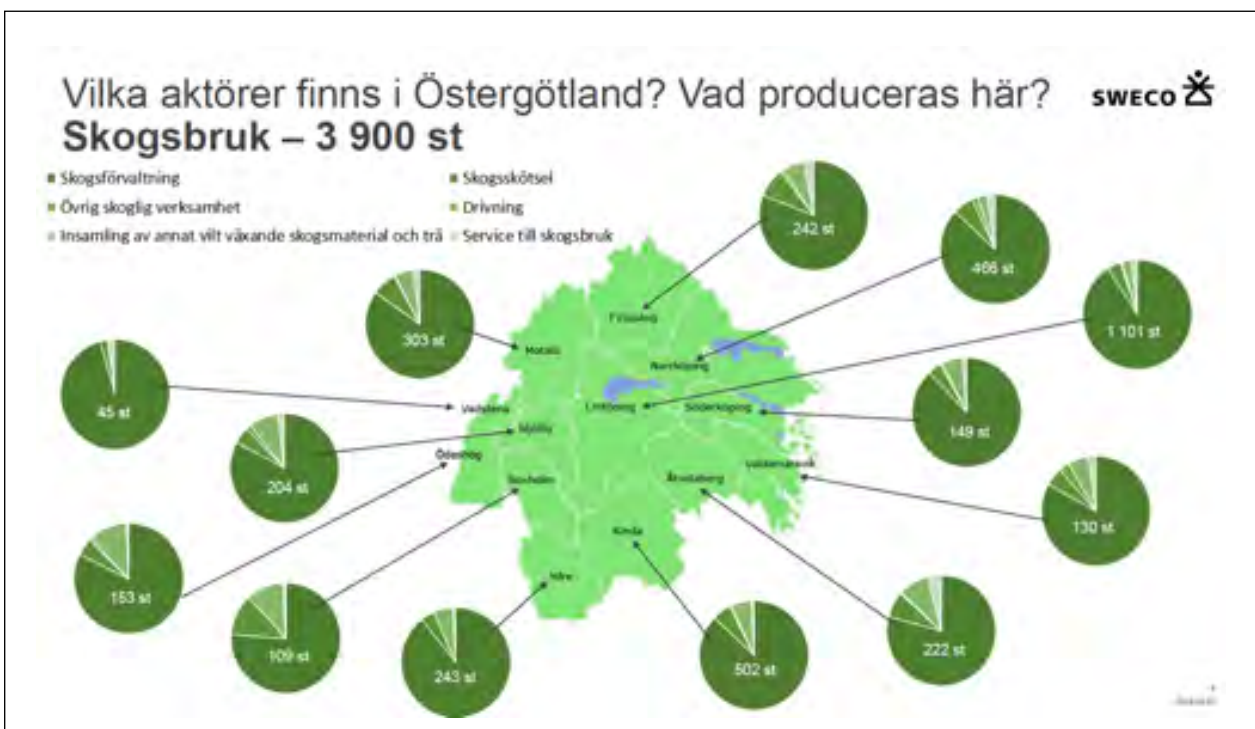 Vilka aktörer finns i Östergötland? Vad produceras här?
SWECO
Skogsbruk – 3 900 st
Skogsförvaltning
Skogsskötsel
Övrig skoglig verksamhet
Drivning
Insamling av annat vilt växande skogsmaterial och trä
Service till skogsbruk
242 st
466 st
303 st
1 101 st
45 st
204 st
149 st
153 st
130 st
109 st
243 st
502 st
222 st
Finspång
Motala
Norrköping
Vadstena
Linköping
Söderköping
Mjölby
Ödeshög
Boxholm
Åtvidaberg
Valdemarsvik
Kinda
Ydre